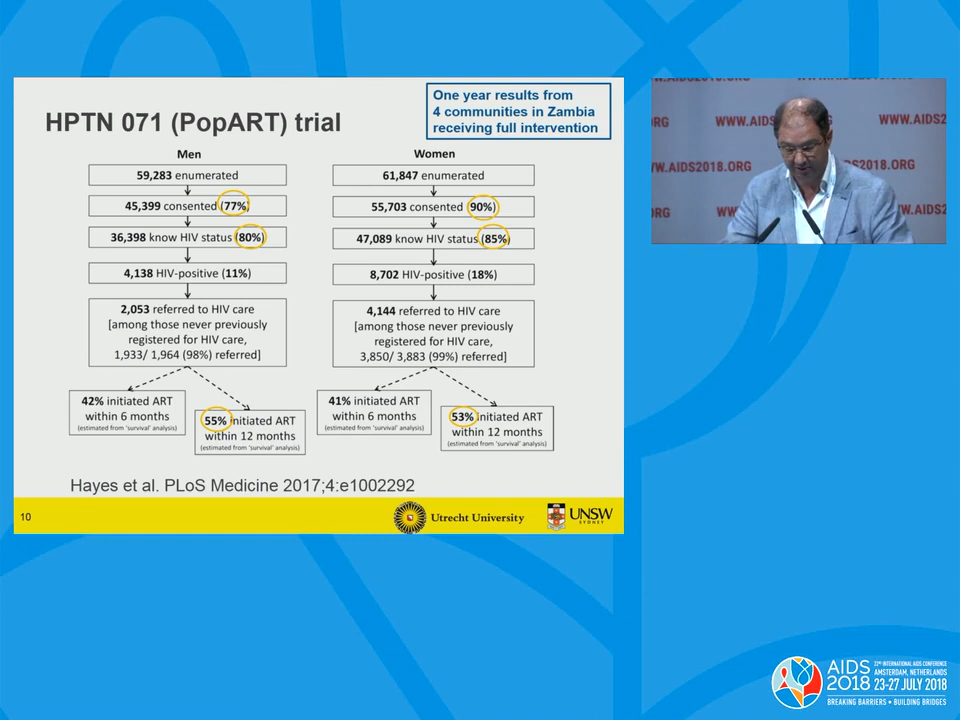 HPTN 071 (PopART) trial
One year results from
4 communities in Zambia
receiving full intervention
Men
59,283 enumerated
45,399 consented (77%)
36,398 know HIV status (80%)
4,138 HIV-positive (11%)
2,053 referred to HIV care
[among those never previously
registered for HIV care,
1,933/ 1,964 (98%) referred]
42% initiated ART
within 6 months
(estimated from 'survival' analysis)
55% initiated ART
within 12 months
(estimated from 'survival' analysis)
Women
61,847 enumerated
55,703 consented (90%)
47,089 know HIV status (85%)
8,702 HIV-positive (18%)
4,144 referred to HIV care
[among those never previously
registered for HIV care,
3,850/ 3,883 (99%) referred]
41% initiated ART
within 6 months
(estimated from 'survival' analysis)
53% initiated ART
within 12 months
(estimated from 'survival' analysis)
Hayes et al. PLoS Medicine 2017;4:e1002292
10
Utrecht University
UNSW
SYDNEY
WW.AIDS2018.ORG
ORG
WWW.AIDS
WWW.AIDS2
WW.AIDS2018.ORG
AIDS2018.ORG
ORG
WWW
W.AIDS2
AIDS
2018
22ND INTERNATIONAL AIDS CONFERENCE
AMSTERDAM, NETHERLANDS
23-27 JULY 2018
BREAKING BARRIERS • BUILDING BRIDGES